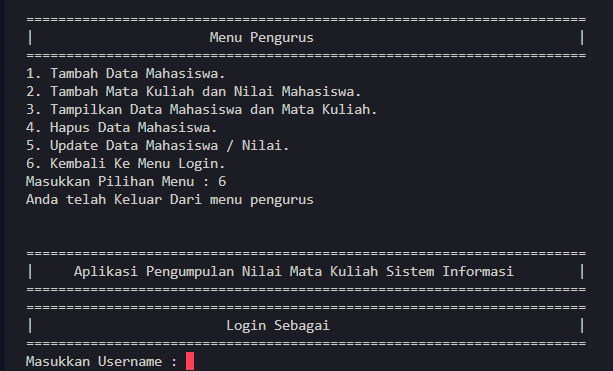 ======================================================================
|                      Menu Pengurus                                 |
======================================================================
1. Tambah Data Mahasiswa.
2. Tambah Mata Kuliah dan Nilai Mahasiswa.
3. Tampilkan Data Mahasiswa dan Mata Kuliah.
4. Hapus Data Mahasiswa.
5. Update Data Mahasiswa / Nilai.
6. Kembali Ke Menu Login.
Masukkan Pilihan Menu : 6
Anda telah Keluar Dari menu pengurus
======================================================================
|     Aplikasi Pengumpulan Nilai Mata Kuliah Sistem Informasi        |
======================================================================
======================================================================
|                        Login Sebagai                               |
======================================================================
Masukkan Username :